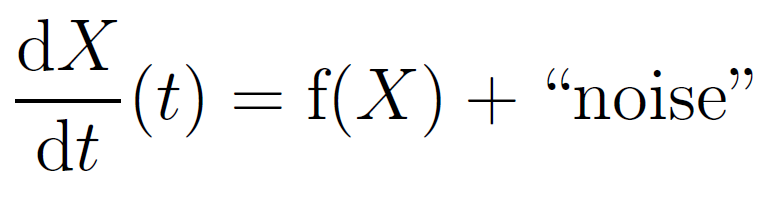 dX/dt (t) = f(X) + “noise”